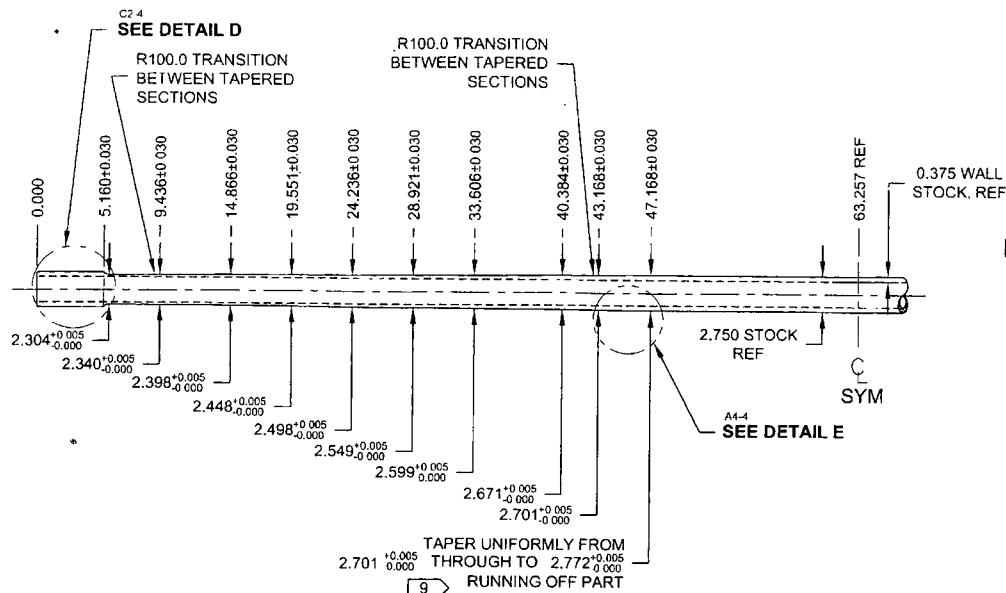 C2-4
SEE DETAIL D
R100.0 TRANSITION
BETWEEN TAPERED
SECTIONS
R100.0 TRANSITION
BETWEEN TAPERED
SECTIONS
0.000
5.160±0.030
9.436±0.030
14.866±0.030
19.551±0.030
24.236±0.030
28.921±0.030
33.606±0.030
40.384±0.030
43.168±0.030
47.168±0.030
63.257 REF
0.375 WALL
STOCK, REF
2.304 +0.005 -0.000
2.340 +0.005 -0.000
2.398 +0.005 -0.000
2.448 +0.005 -0.000
2.498 +0.005 -0.000
2.549 +0.005 -0.000
2.599 +0.005 0.000
2.671 +0.005 -0.000
2.701 +0.005 -0.000
2.750 STOCK
REF
℄
SYM
A4-4
SEE DETAIL E
TAPER UNIFORMLY FROM
2.701 +0.005 0.000 THROUGH TO 2.772 +0.005 0.000
RUNNING OFF PART
9